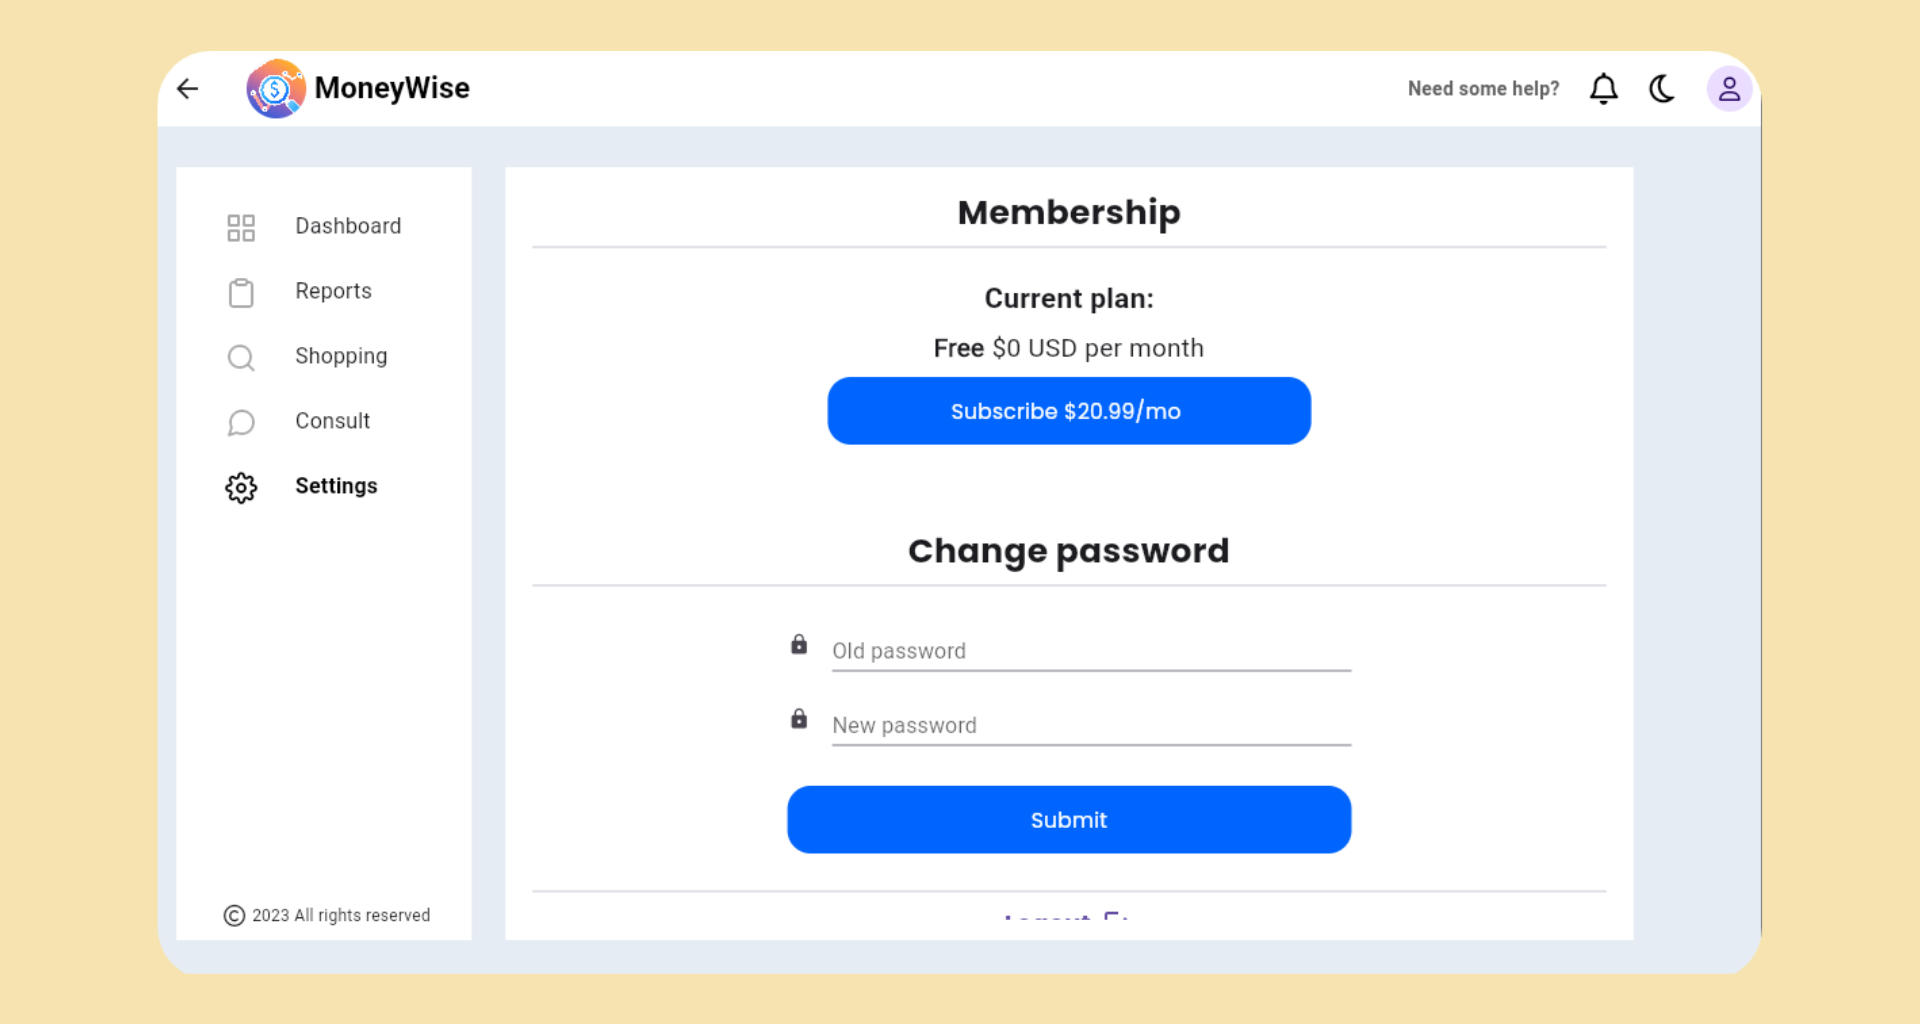 MoneyWise
Need some help?
Dashboard
Reports
Shopping
Consult
Settings
© 2023 All rights reserved
Membership
Current plan:
Free $0 USD per month
Subscribe $20.99/mo
Change password
Old password
New password
Submit